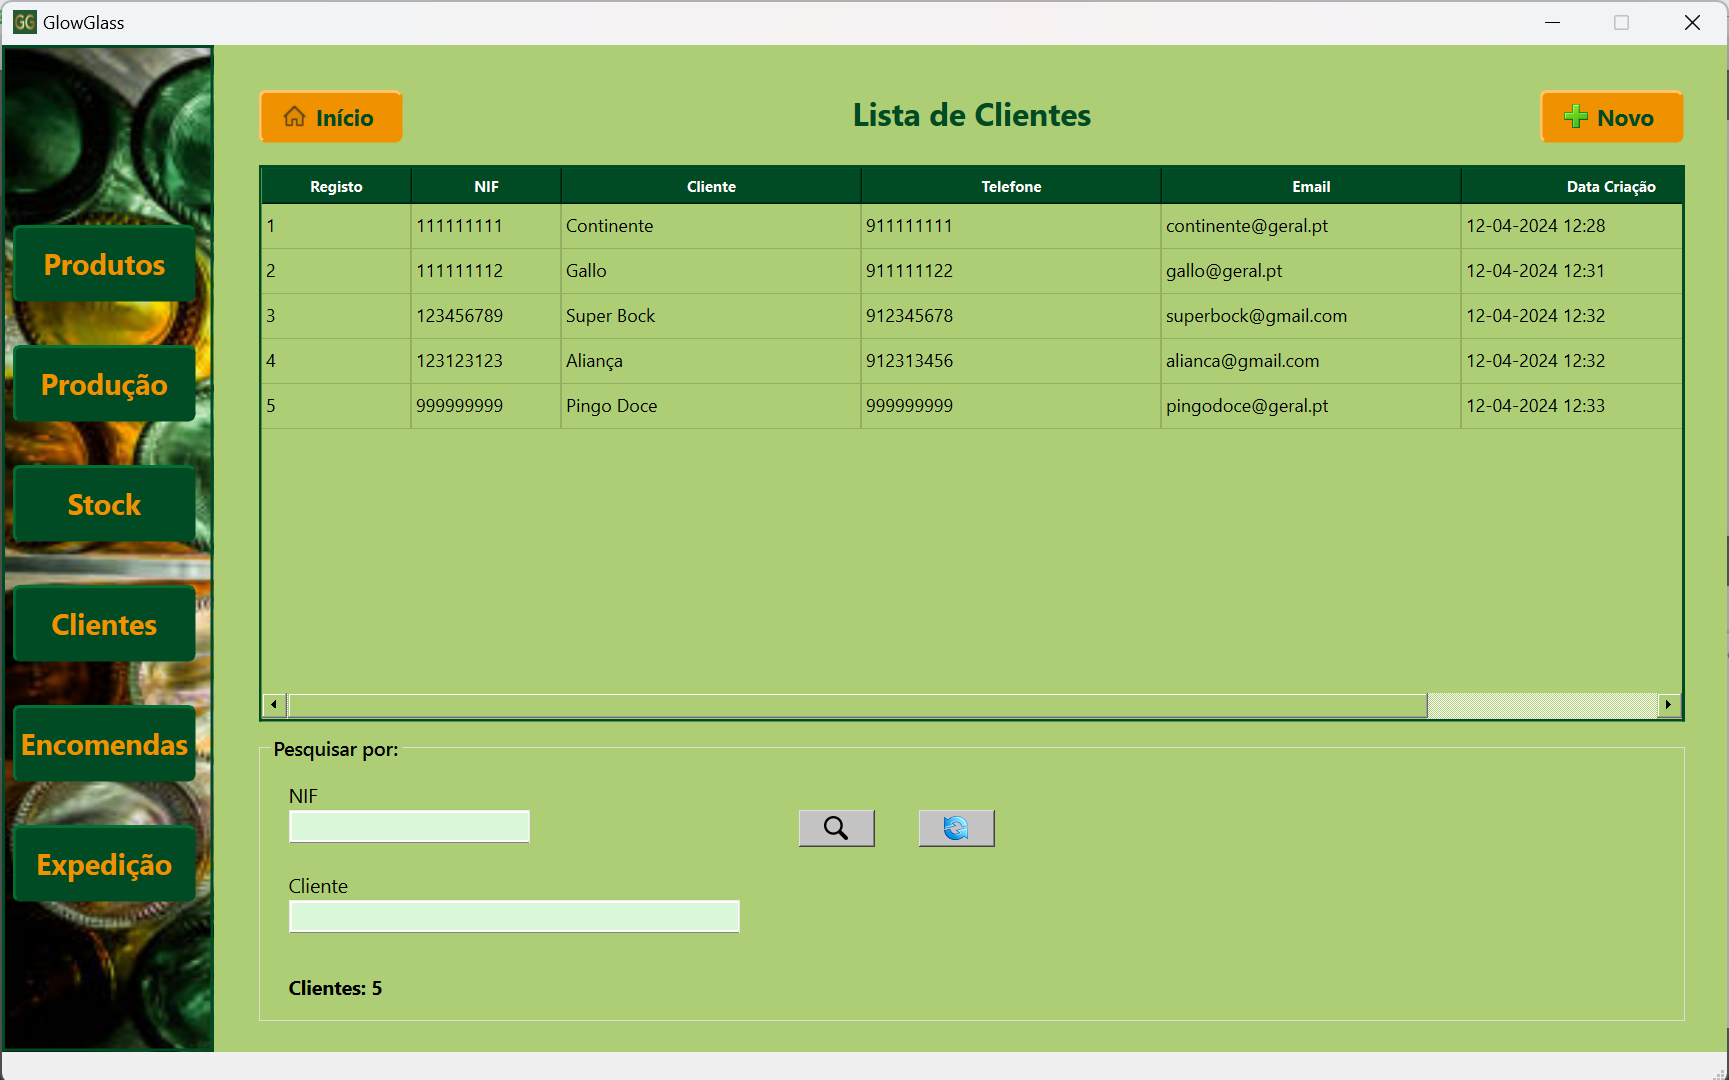 GG GlowGlass
Início
Lista de Clientes
Novo
Produtos
Produção
Stock
Clientes
Encomendas
Expedição
Registo NIF Cliente Telefone Email Data Criação
1 111111111 Continente 911111111 continente@geral.pt 12-04-2024 12:28
2 111111112 Gallo 911111122 gallo@geral.pt 12-04-2024 12:31
3 123456789 Super Bock 912345678 superbock@gmail.com 12-04-2024 12:32
4 123123123 Aliança 912313456 alianca@gmail.com 12-04-2024 12:32
5 999999999 Pingo Doce 999999999 pingodoce@geral.pt 12-04-2024 12:33
Pesquisar por:
NIF
Cliente
Clientes: 5